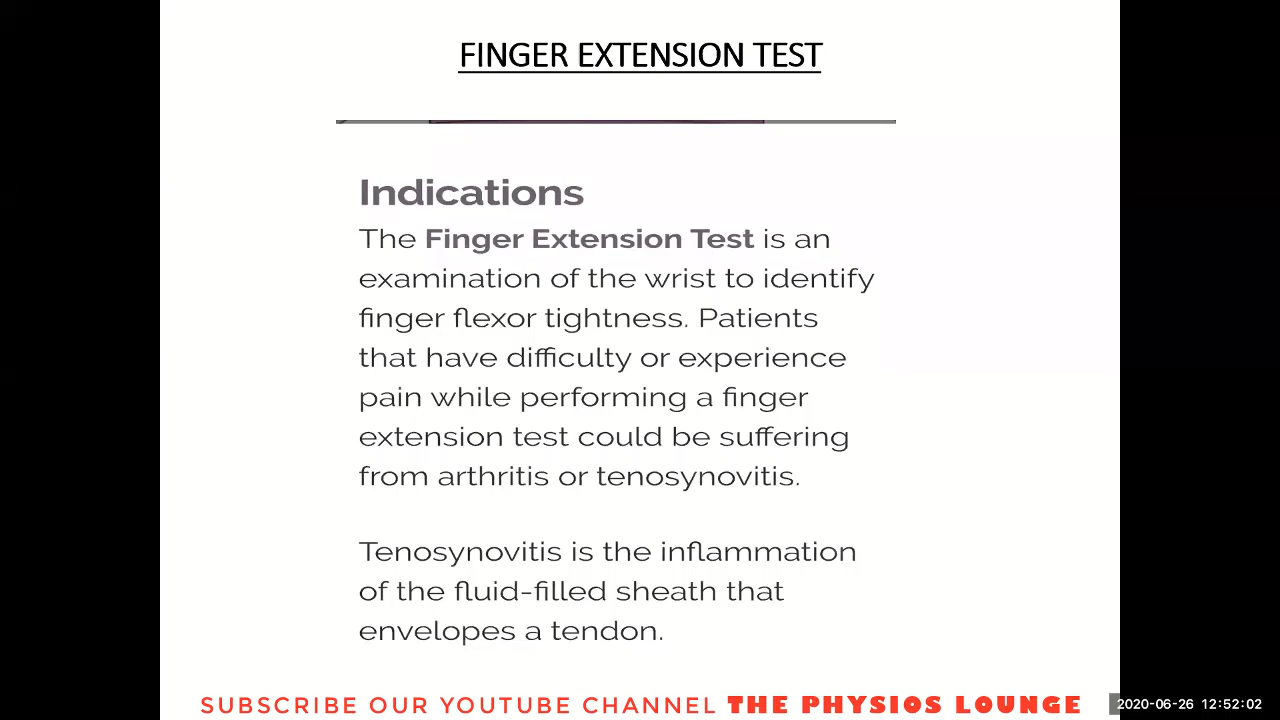 FINGER EXTENSION TEST
Indications
The Finger Extension Test is an
examination of the wrist to identify
finger flexor tightness. Patients
that have difficulty or experience
pain while performing a finger
extension test could be suffering
from arthritis or tenosynovitis.
Tenosynovitis is the inflammation
of the fluid-filled sheath that
envelopes a tendon.
SUBSCRIBE OUR YOUTUBE CHANNEL THE PHYSIOS LOUNGE
2020-06-26 12:52:02